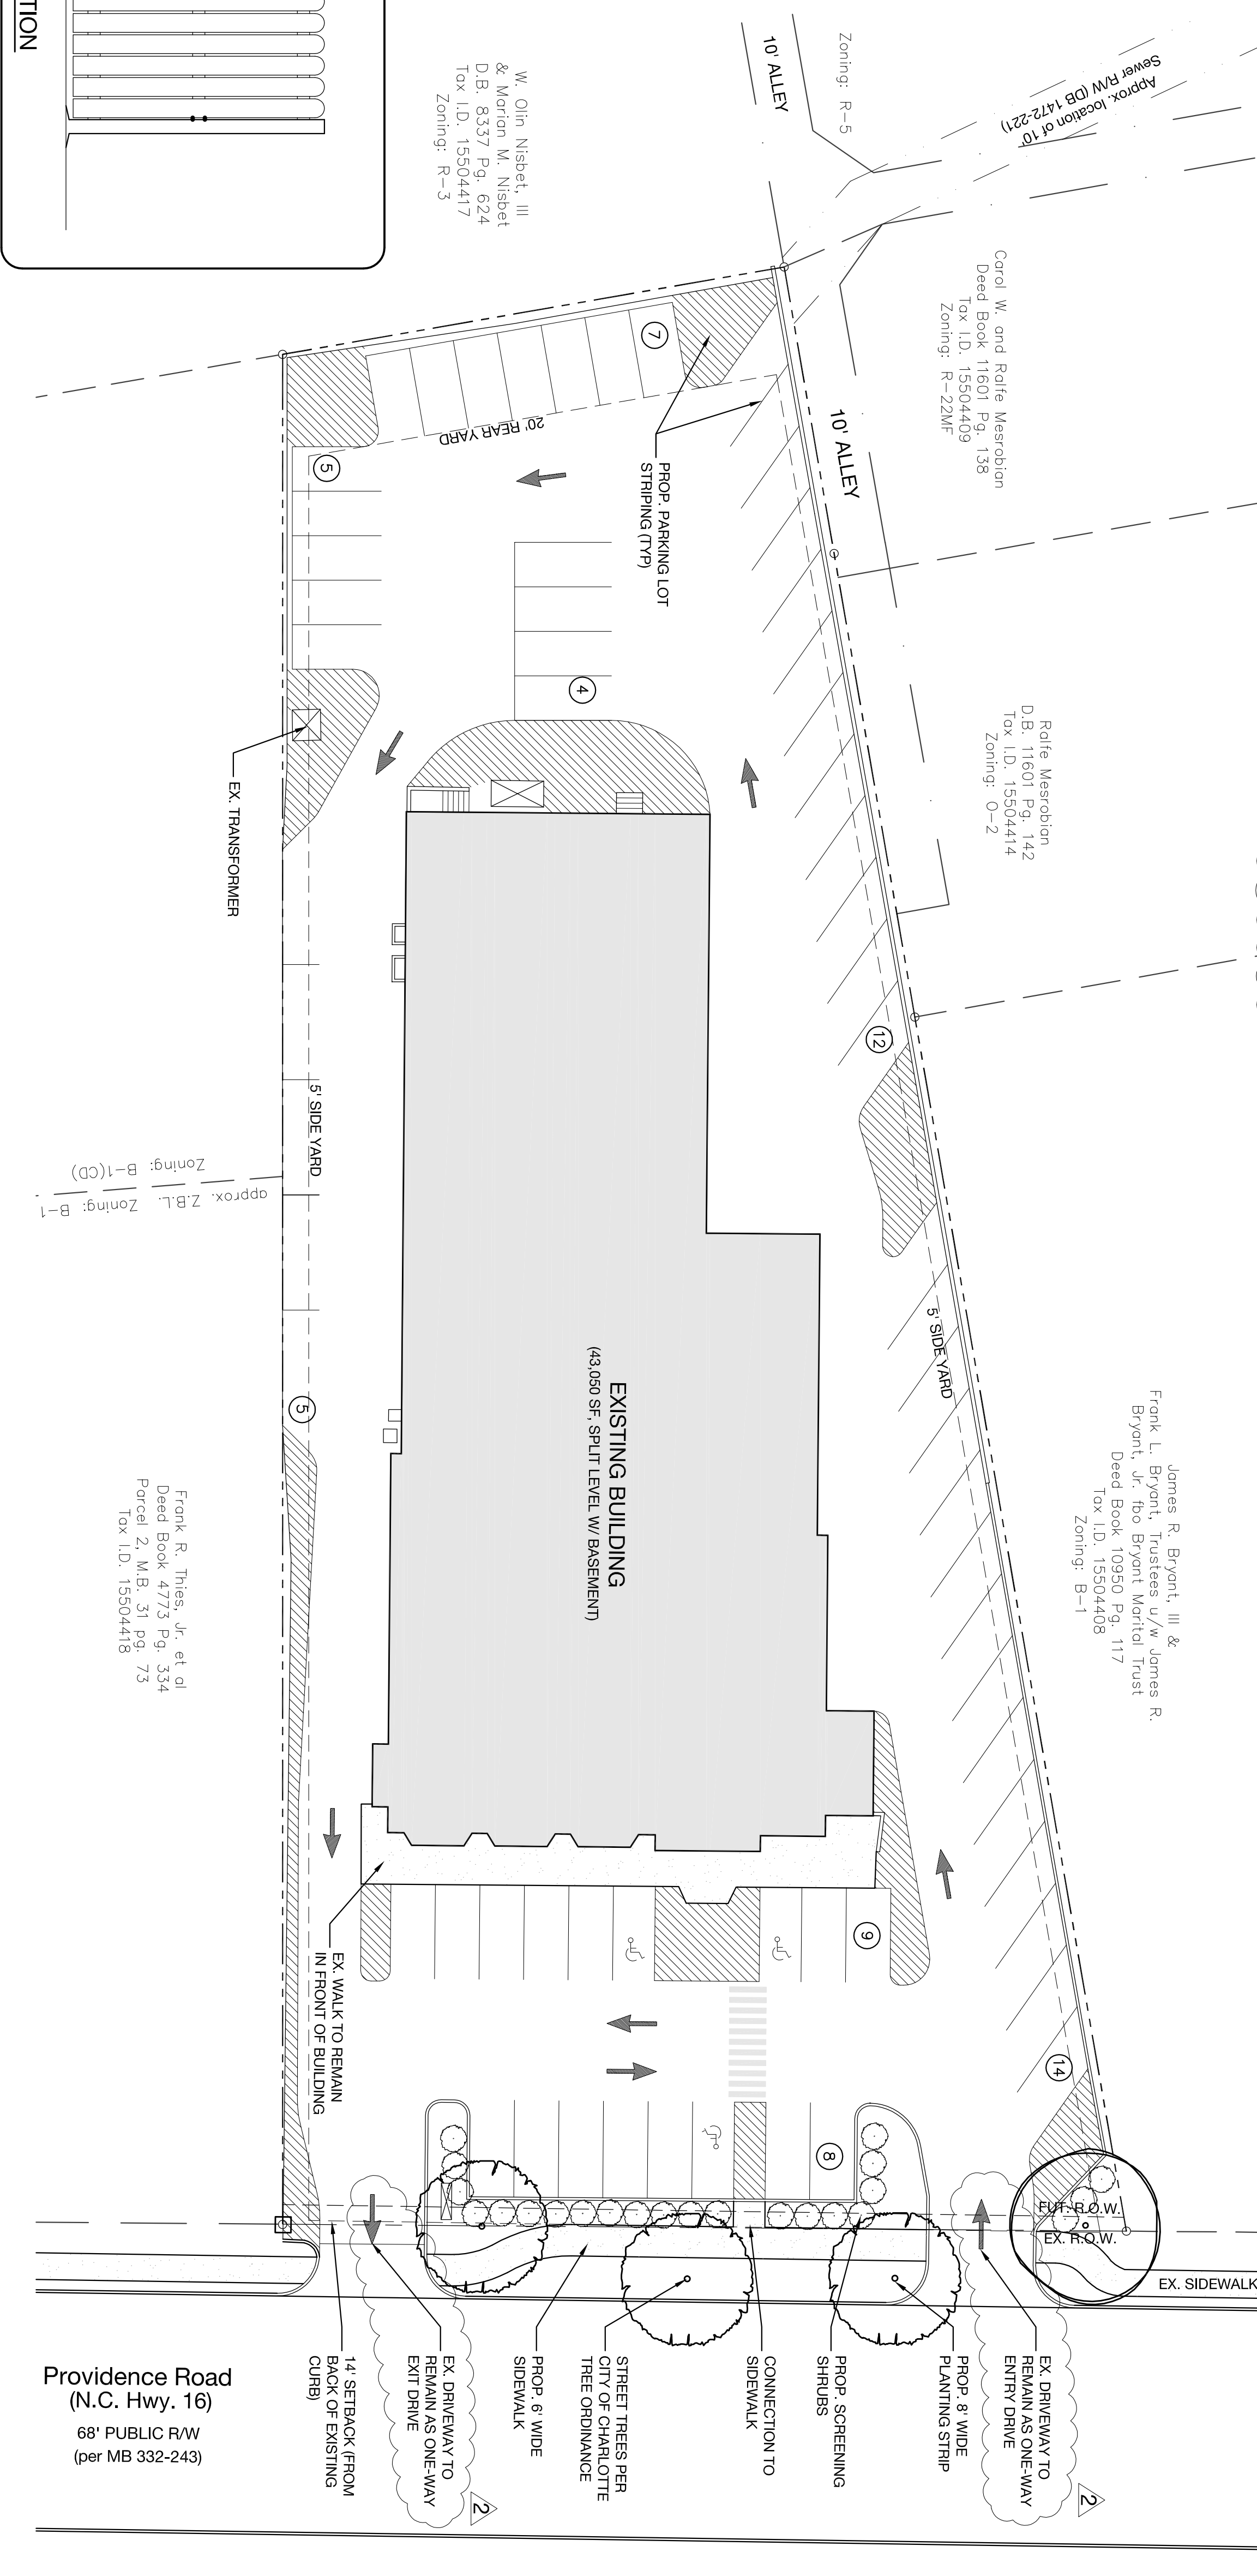 TION
W. Olin Nisbet, III
& Marian M. Nisbet
D.B. 8337 Pg. 624
Tax I.D. 15504417
Zoning: R-3
10' ALLEY
Zoning: R-5
Approx. location of 10'
Sewer R/W (DB 1472-221)
Carol W. and Ralfe Mesrobian
Deed Book 11601 Pg. 138
Tax I.D. 15504409
Zoning: R-22MF
10' ALLEY
7
20' REAR YARD
5
PROP. PARKING LOT
STRIPING (TYP)
4
Ralfe Mesrobian
D.B. 11601 Pg. 142
Tax I.D. 15504414
Zoning: O-2
EX. TRANSFORMER
12
5' SIDE YARD
Zoning: B-1(CD)
approx. Z.B.L. Zoning: B-1
5' SIDE YARD
EXISTING BUILDING
(43,050 SF, SPLIT LEVEL W/ BASEMENT)
5
James R. Bryant, III &
Frank L. Bryant, Trustees u/w James R.
Bryant, Jr. fbo Bryant Marital Trust
Deed Book 10950 Pg. 117
Tax I.D. 15504408
Zoning: B-1
Frank R. Thies, Jr. et al
Deed Book 4773 Pg. 334
Parcel 2, M.B. 31 pg. 73
Tax I.D. 15504418
9
EX. WALK TO REMAIN
IN FRONT OF BUILDING
14
8
FUT. R.O.W.
EX. R.O.W.
EX. SIDEWALK
14' SETBACK (FROM
BACK OF EXISTING
CURB)
EX. DRIVEWAY TO
REMAIN AS ONE-WAY
EXIT DRIVE
2
PROP. 6' WIDE
SIDEWALK
STREET TREES PER
CITY OF CHARLOTTE
TREE ORDINANCE
CONNECTION TO
SIDEWALK
PROP. SCREENING
SHRUBS
PROP. 8' WIDE
PLANTING STRIP
EX. DRIVEWAY TO
REMAIN AS ONE-WAY
ENTRY DRIVE
2
Providence Road
(N.C. Hwy. 16)
68' PUBLIC R/W
(per MB 332-243)